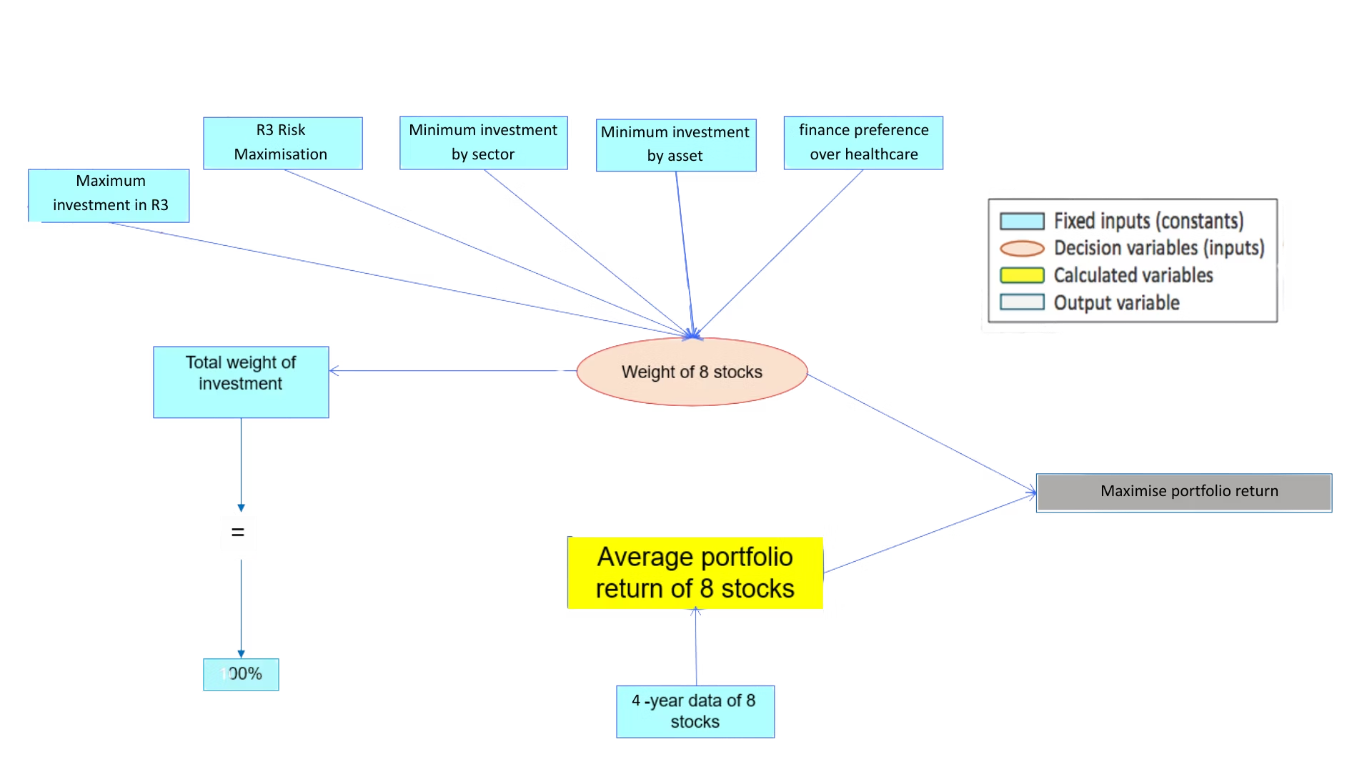 R3 Risk
Maximisation
Minimum investment
by sector
Minimum investment
by asset
finance preference
over healthcare
Maximum
investment in R3
Fixed inputs (constants)
Decision variables (inputs)
Calculated variables
Output variable
Total weight of
investment
Weight of 8 stocks
Maximise portfolio return
=
Average portfolio
return of 8 stocks
100%
4 -year data of 8
stocks